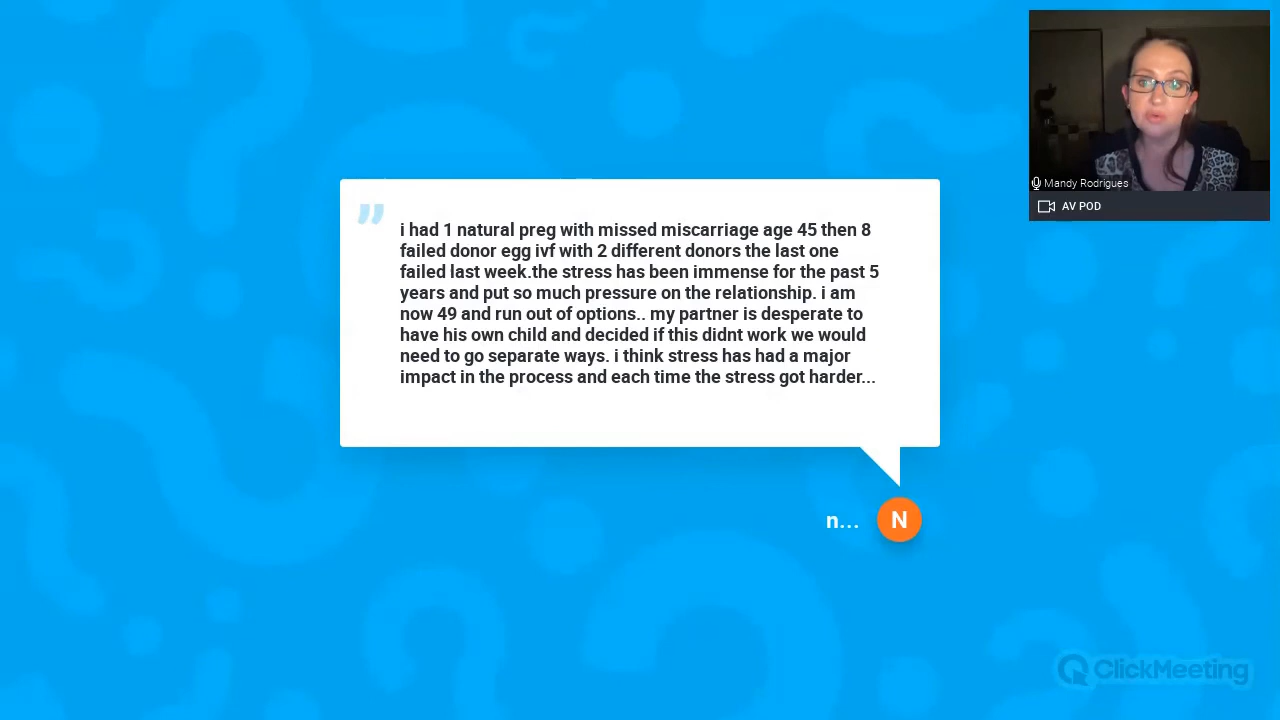 Mandy Rodrigues
AV POD
i had 1 natural preg with missed miscarriage age 45 then 8
failed donor egg ivf with 2 different donors the last one
failed last week.the stress has been immense for the past 5
years and put so much pressure on the relationship. i am
now 49 and run out of options.. my partner is desperate to
have his own child and decided if this didnt work we would
need to go separate ways. i think stress has had a major
impact in the process and each time the stress got harder...
n...
N
ClickMeeting